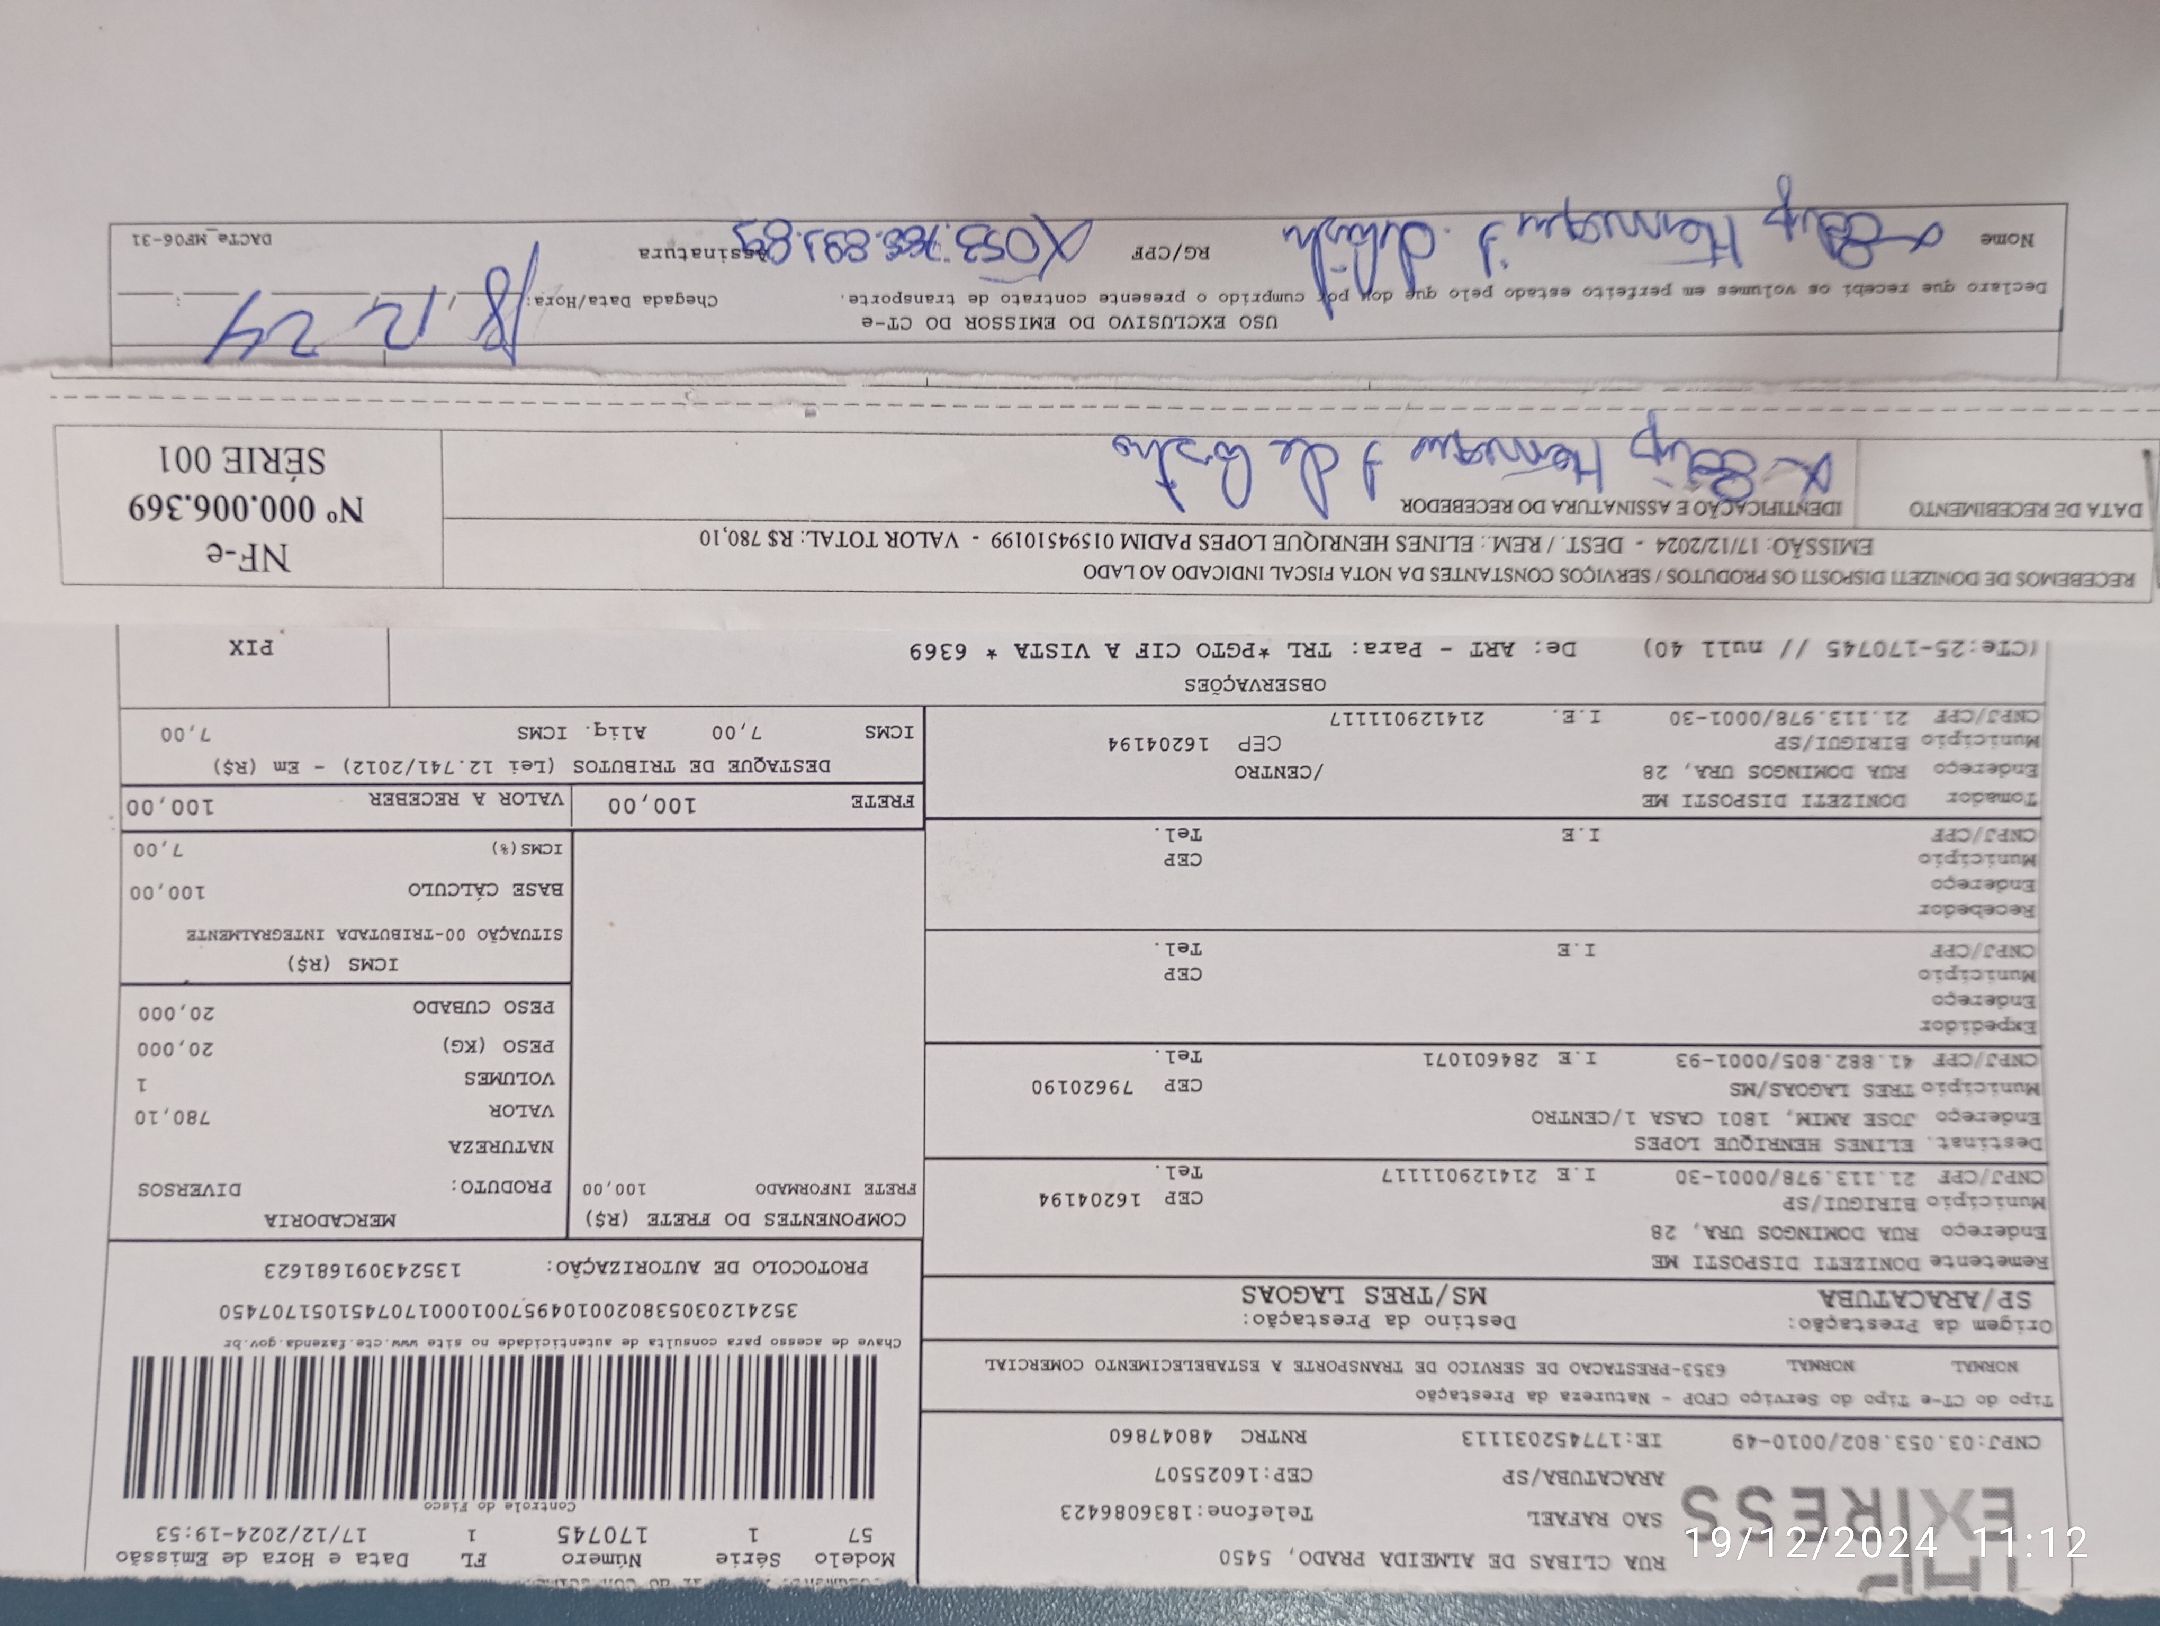 RUA CLIBAS DE ALMEIDA PRADO, 5450
SAO RAFAEL Telefone:1836086423
ARACATUBA/SP CEP:16025507
CNPJ:03.053.802/0010-49 IE:177452031113 RNTRC 48047860
EXPRESS
Modelo Série Número FL Data e Hora de Emissão
57 1 170745 1 17/12/2024-19:53
Controle do Fisco
Chave de acesso para consulta de autenticidade no site www.cte.fazenda.gov.br
35241203053802001049570010001707451051707450
PROTOCOLO DE AUTORIZAÇÃO: 135243091681623
Tipo do CT-e Tipo do Serviço CFOP - Natureza da Prestação
NORMAL NORMAL 6353-PRESTACAO DE SERVICO DE TRANSPORTE A ESTABELECIMENTO COMERCIAL
Origem da Prestação: Destino da Prestação:
SP/ARACATUBA MS/TRES LAGOAS
Remetente DONIZETI DISPOSTI ME
Endereço RUA DOMINGOS URA, 28
Município BIRIGUI/SP CEP 16204194
CNPJ/CPF 21.113.978/0001-30 I.E 214129011117 Tel.
Destinat. ELINES HENRIQUE LOPES
Endereço JOSE AMIM, 1801 CASA 1/CENTRO
Município TRES LAGOAS/MS CEP 79620190
CNPJ/CPF 41.882.805/0001-93 I.E 284601071 Tel.
Expedidor
Endereço
Município CEP
CNPJ/CPF I.E Tel.
Recebedor
Endereço
Município CEP
CNPJ/CPF I.E Tel.
Tomador DONIZETI DISPOSTI ME
Endereço RUA DOMINGOS URA, 28 /CENTRO
Município BIRIGUI/SP CEP 16204194
CNPJ/CPF 21.113.978/0001-30 I.E. 214129011117
COMPONENTES DO FRETE (R$)
FRETE INFORMADO 100,00
MERCADORIA
PRODUTO: DIVERSOS
NATUREZA
VALOR 780,10
VOLUMES 1
PESO (KG) 20,000
PESO CUBADO 20,000
ICMS (R$)
SITUAÇÃO 00-TRIBUTADA INTEGRALMENTE
BASE CÁLCULO 100,00
ICMS(%) 7,00
FRETE 100,00 VALOR A RECEBER 100,00
DESTAQUE DE TRIBUTOS (Lei 12.741/2012) - Em (R$)
ICMS 7,00 Aliq. ICMS 7,00
OBSERVAÇÕES
(CTe:25-170745 // null 40) De: ART - Para: TRL *PGTO CIF A VISTA * 6369
PIX
RECEBEMOS DE DONIZETI DISPOSTI OS PRODUTOS / SERVIÇOS CONSTANTES DA NOTA FISCAL INDICADO AO LADO
EMISSÃO: 17/12/2024 - DEST. / REM.: ELINES HENRIQUE LOPES PADIM 01594510199 - VALOR TOTAL: R$ 780,10
DATA DE RECEBIMENTO IDENTIFICAÇÃO E ASSINATURA DO RECEBEDOR
Henrique J de Castro
NF-e
Nº 000.006.369
SÉRIE 001
USO EXCLUSIVO DO EMISSOR DO CT-e
Declaro que recebi os volumes em perfeito estado pelo que dou por cumprido o presente contrato de transporte. Chegada Data/Hora: 18 12 24
Nome Henrique J. RG/CPF Assinatura
DACTe_MF06-31
19/12/2024 11:12